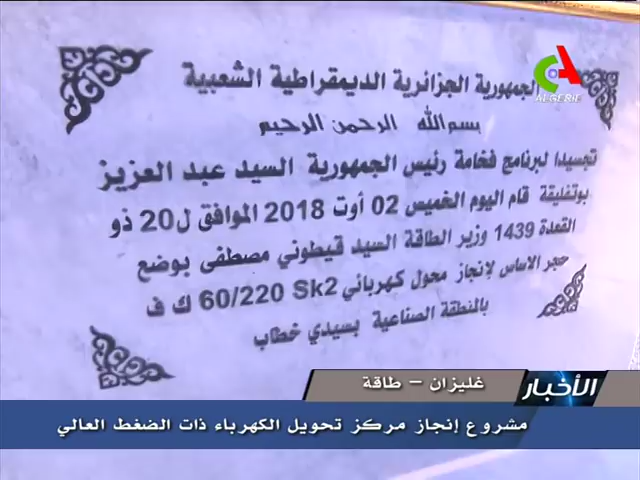 الجمهورية الجزائرية الديمقراطية الشعبية
ALGERIE
بسم الله الرحمن الرحيم
تجسيدا لبرنامج فخامة رئيس الجمهورية السيد عبد العزيز
بوتفليقة قام اليوم الخميس 02 أوت 2018 الموافق ل20 ذو
القعدة 1439 وزير الطاقة السيد قيطوني مصطفى بوضع
حجر الاساس لإنجاز محول كهربائي 60/220 Sk2 ك ف
بالنطقة الصناعية بسيدي خطاب
الأخبار
غليزان – طاقة
مشروع إنجاز مركز تحويل الكهرباء ذات الضغط العالي